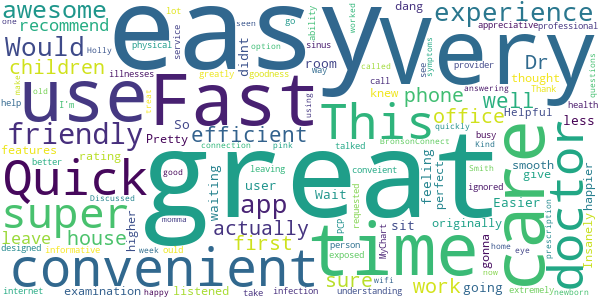 awesome
recommend
easy
very
dang
experience
lot
service
Holly
seen
option
way
go
ability
see
worked
symptoms
called
appreciative
professional
one
Would
children
physical
didnt
room
sinus
Dr
thought
provider
call
knew
answering
Thank
health
questions
make
old
illnesses
greatly
goodness
I'm
treat
using
use
Fast
This
phone
well
less
help
friendly
So
efficient
Pretty
office
Helpful
busy
quickly
Kind
features
better
rating
connection
pink
talked
BronsonConnect
smooth
give
happier
Quick
great
care
doctor
good
leaving
user
conveient
Wait
feeling
perfect
Smith
ignored
Easier
Insanely
super
app
waiting
Discussed
momma
PCP
requested
sit
originally
prescription
leave
house
higher
actually
first
time
gonna
designed
informative
week
ould
person
exposed
MyChart
home
eye
now
convenient
sure
work
going
internet
examination
happy
listened
take
infection
wifi
understanding
extremely
newborn